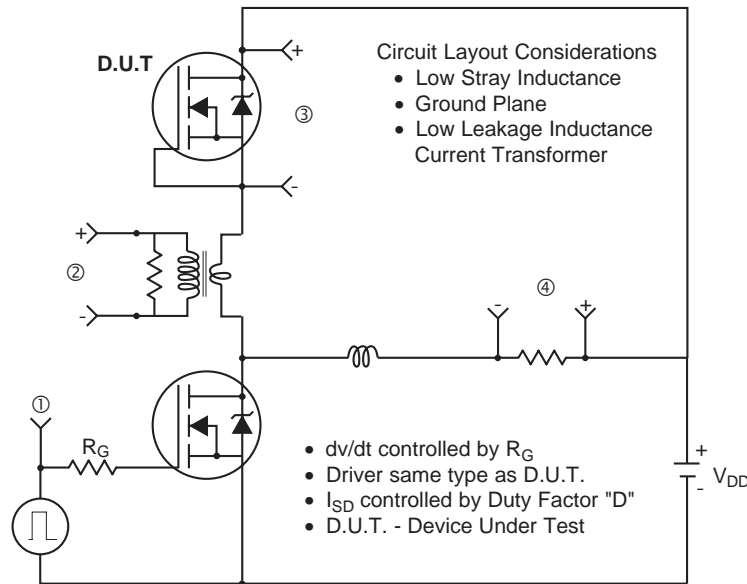 D.U.T
+
Circuit Layout Considerations
• Low Stray Inductance
• Ground Plane
• Low Leakage Inductance
Current Transformer
③
-
+
②
-
④
-
+
①
RG
• dv/dt controlled by RG
• Driver same type as D.U.T.
• ISD controlled by Duty Factor "D"
• D.U.T. - Device Under Test
+
VDD
-